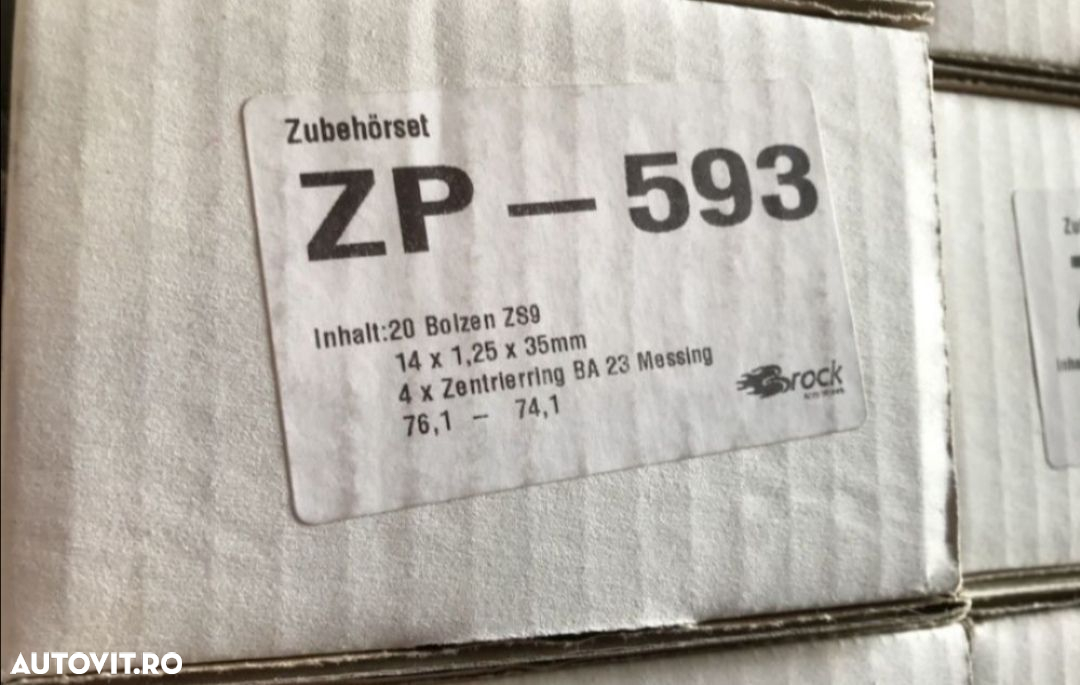 Zubehörset
ZP – 593
Inhalt:20 Bolzen ZS9
14 x 1,25 x 35mm
4 x Zentrierring BA 23 Messing
76,1 – 74,1
Brock
Zu
AUTOVIT.RO